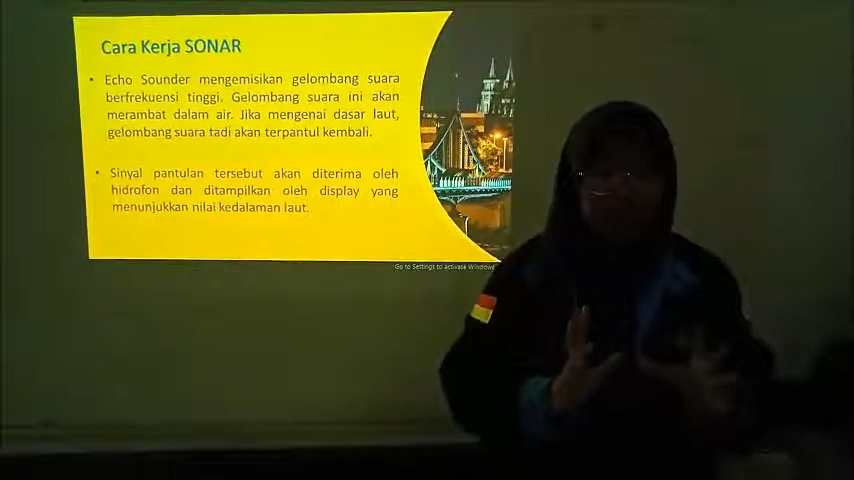 Cara Kerja SONAR
• Echo Sounder mengemisikan gelombang suara
berfrekuensi tinggi. Gelombang suara ini akan
merambat dalam air. Jika mengenai dasar laut,
gelombang suara tadi akan terpantul kembali.
• Sinyal pantulan tersebut akan diterima oleh
hidrofon dan ditampilkan oleh display yang
menunjukkan nilai kedalaman laut.
Go to Settings to activate Windows.